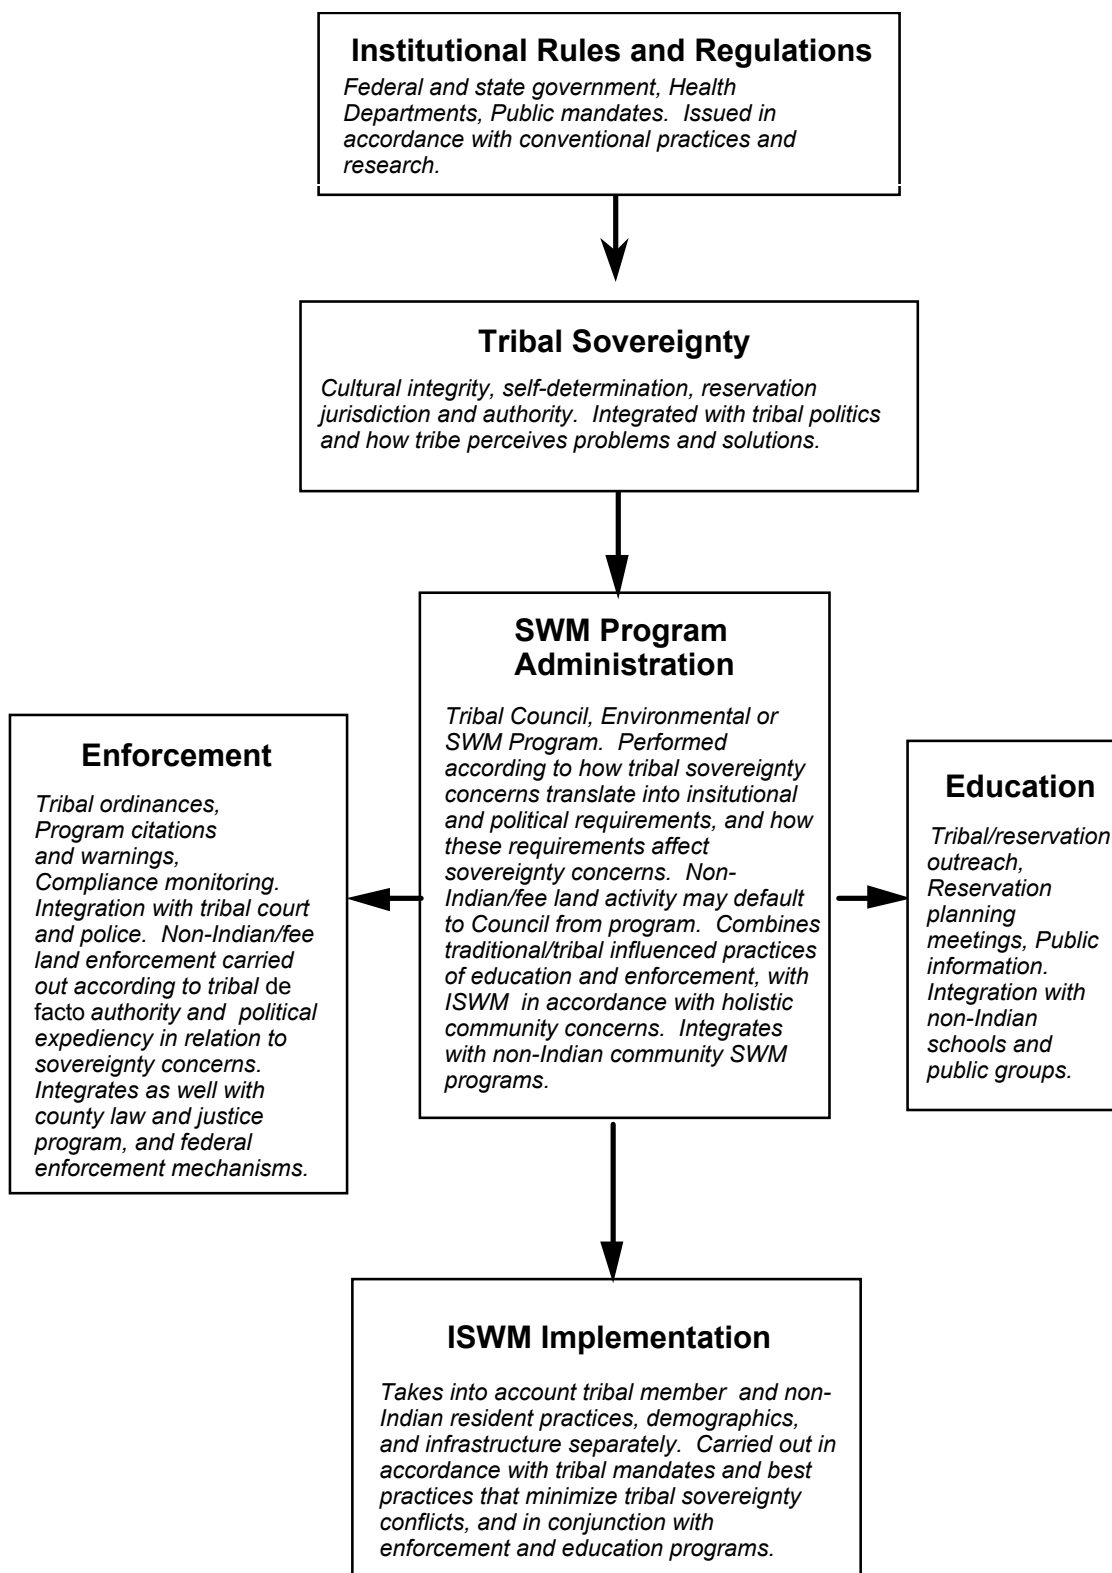 Institutional Rules and Regulations
Federal and state government, Health
Departments, Public mandates.  Issued in
accordance with conventional practices and
research.
Tribal Sovereignty
Cultural integrity, self-determination, reservation
jurisdiction and authority.  Integrated with tribal politics
and how tribe perceives problems and solutions.
SWM Program
Administration
Tribal Council, Environmental or
SWM Program.  Performed
according to how tribal sovereignty
concerns translate into insitutional
and political requirements, and how
these requirements affect
sovereignty concerns.  Non-
Indian/fee land activity may default
to Council from program.  Combines
traditional/tribal influenced practices
of education and enforcement, with
ISWM  in accordance with holistic
community concerns.  Integrates
with non-Indian community SWM
programs.
Enforcement
Tribal ordinances,
Program citations
and warnings,
Compliance monitoring.
Integration with tribal court
and police.  Non-Indian/fee
land enforcement carried
out according to tribal de
facto authority and  political
expediency in relation to
sovereignty concerns.
Integrates as well with
county law and justice
program, and federal
enforcement mechanisms.
Education
Tribal/reservation
outreach,
Reservation
planning
meetings, Public
information.
Integration with
non-Indian
schools and
public groups.
ISWM Implementation
Takes into account tribal member  and non-
Indian resident practices, demographics,
and infrastructure separately.  Carried out in
accordance with tribal mandates and best
practices that minimize tribal sovereignty
conflicts, and in conjunction with
enforcement and education programs.